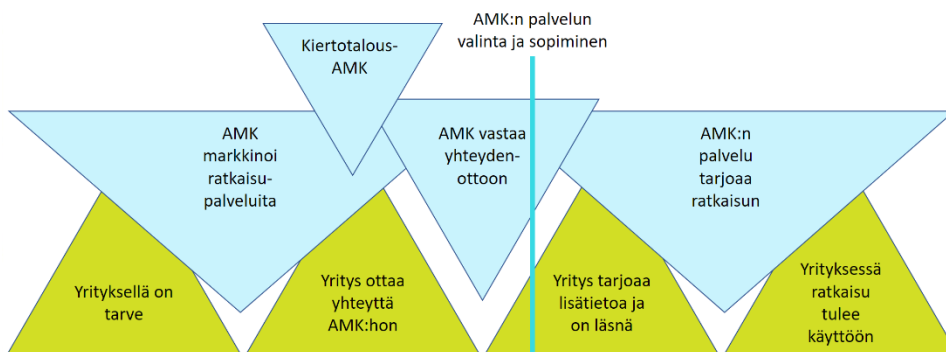 AMK:n palvelun
valinta ja sopiminen
Kiertotalous-
AMK
AMK
markkinoi
ratkaisu-
palveluita
AMK vastaa
yhteyden-
ottoon
AMK:n
palvelu
tarjoaa
ratkaisun
Yrityksellä on
tarve
Yritys ottaa
yhteyttä
AMK:hon
Yritys tarjoaa
lisätietoa ja
on läsnä
Yrityksessä
ratkaisu
tulee
käyttöön